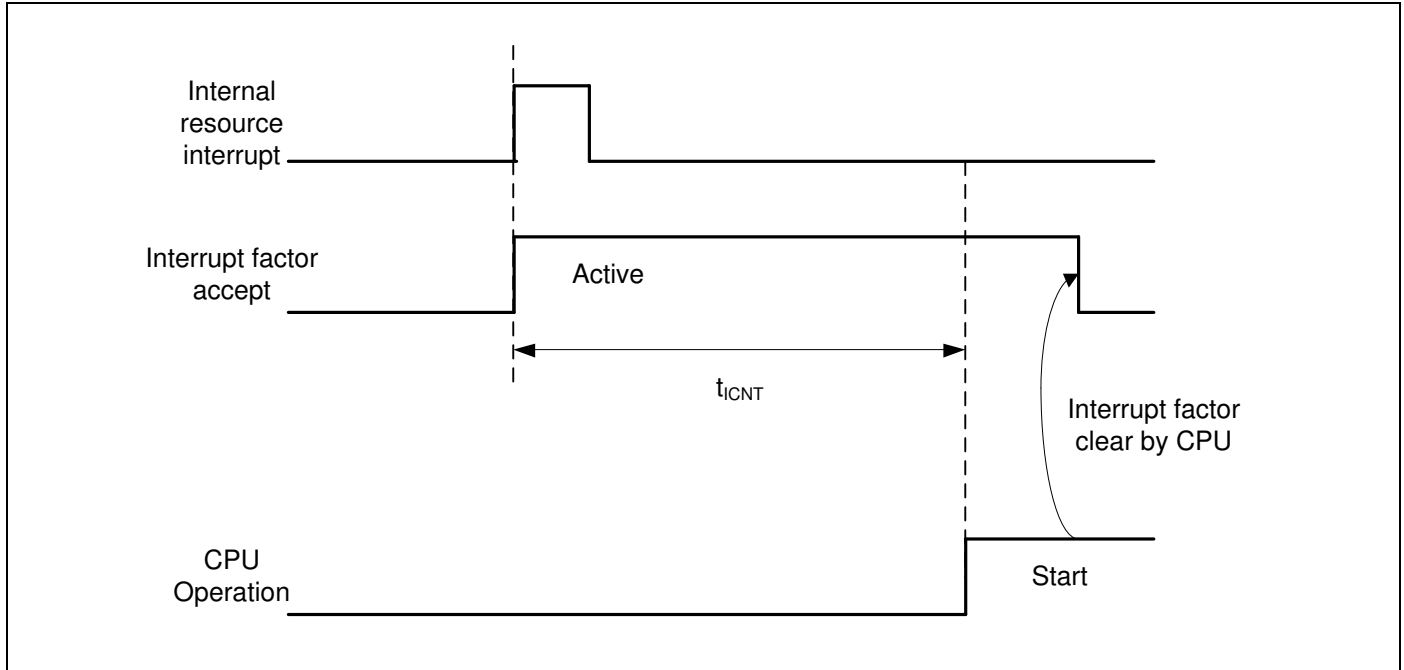 Internal
resource
interrupt
Interrupt factor
accept
Active
tICNT
Interrupt factor
clear by CPU
CPU
Operation
Start